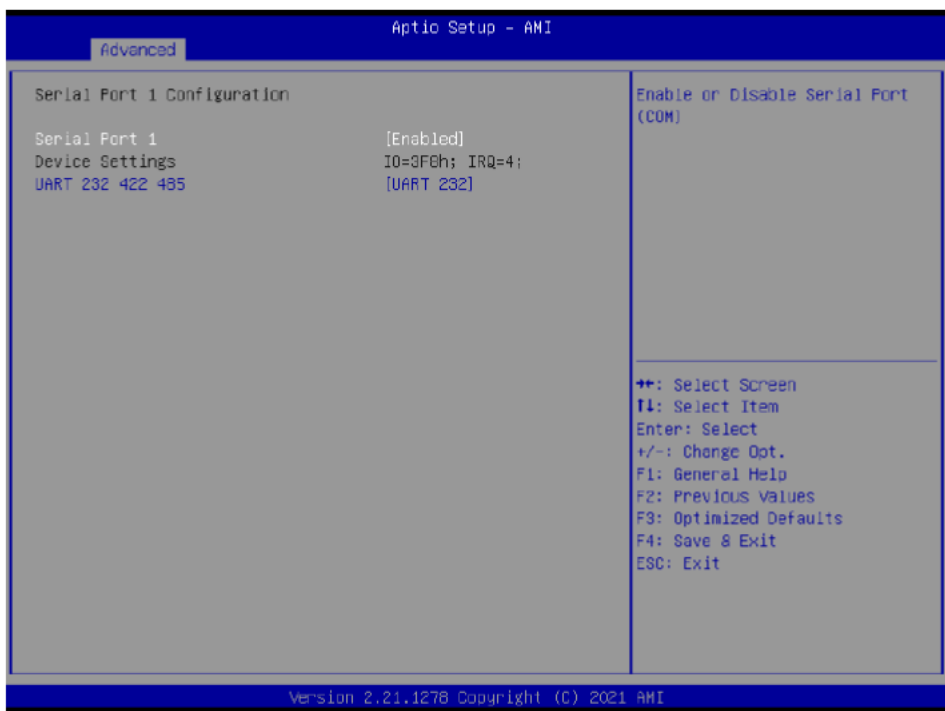 Aptio Setup - AMI
Advanced
Serial Port 1 Configuration
Serial Port 1 [Enabled]
Device Settings IO=3F8h; IRQ=4;
UART 232 422 485 [UART 232]
Enable or Disable Serial Port
(COM)
→←: Select Screen
↑↓: Select Item
Enter: Select
+/-: Change Opt.
F1: General Help
F2: Previous Values
F3: Optimized Defaults
F4: Save & Exit
ESC: Exit
Version 2.21.1278 Copyright (C) 2021 AMI